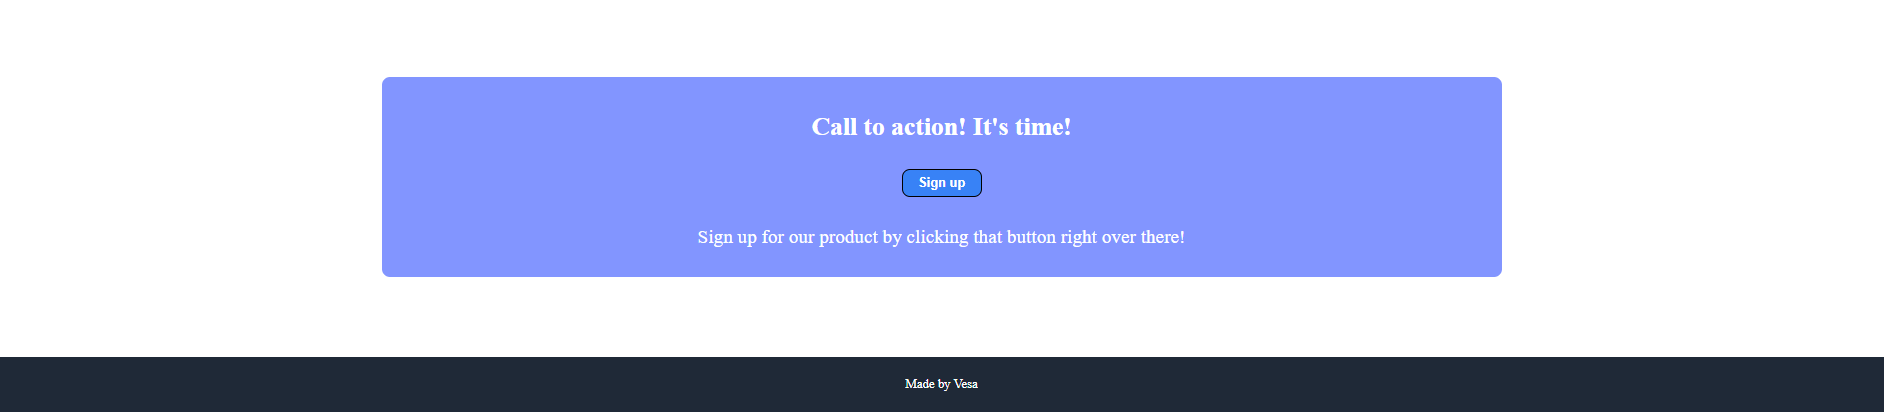 Call to action! It's time!
Sign up
Sign up for our product by clicking that button right over there!
Made by Vesa